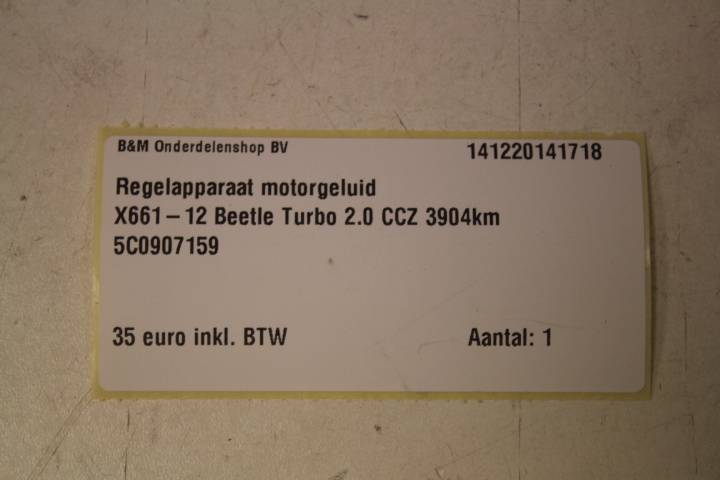 B&M Onderdelenshop BV 141220141718
Regelapparaat motorgeluid
X661-12 Beetle Turbo 2.0 CCZ 3904km
5C0907159
35 euro inkl. BTW Aantal: 1